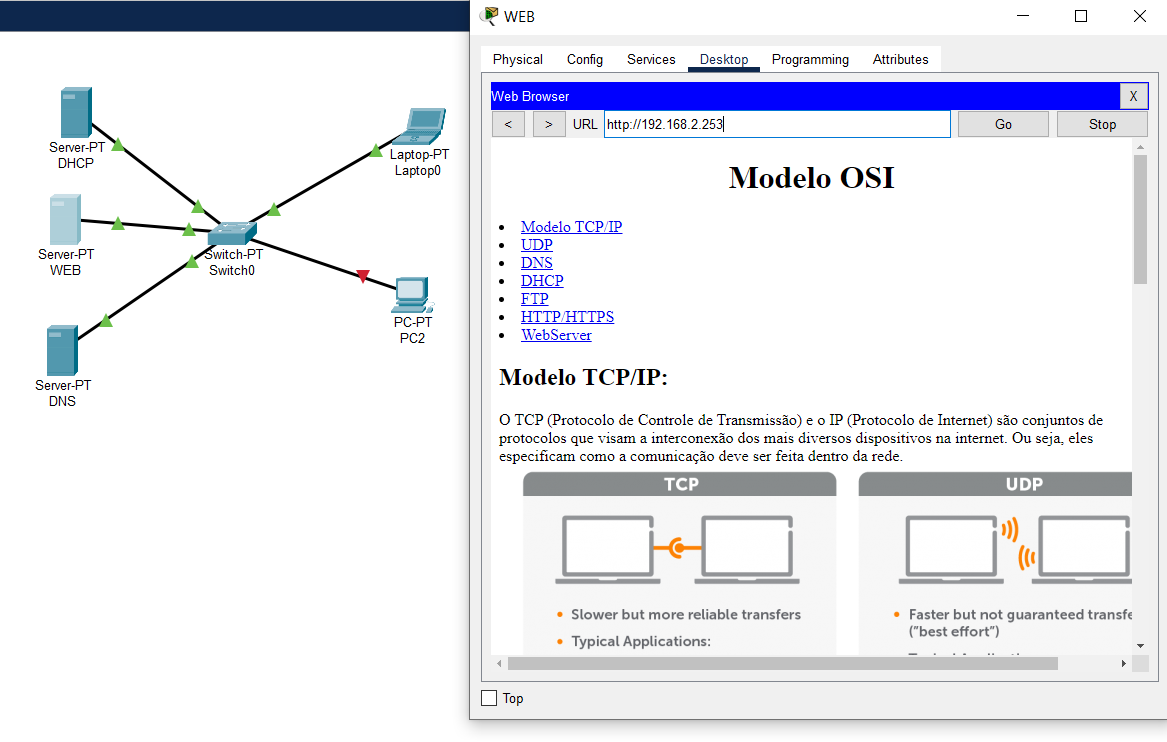 Server-PT
DHCP
Server-PT
WEB
Server-PT
DNS
Switch-PT
Switch0
Laptop-PT
Laptop0
PC-PT
PC2
WEB
Physical Config Services Desktop Programming Attributes
Web Browser X
< > URL http://192.168.2.253 Go Stop
Modelo OSI
Modelo TCP/IP
UDP
DNS
DHCP
FTP
HTTP/HTTPS
WebServer
Modelo TCP/IP:
O TCP (Protocolo de Controle de Transmissão) e o IP (Protocolo de Internet) são conjuntos de
protocolos que visam a interconexão dos mais diversos dispositivos na internet. Ou seja, eles
especificam como a comunicação deve ser feita dentro da rede.
TCP
Slower but more reliable transfers
Typical Applications:
UDP
Faster but not guaranteed transfe
("best effort")
Top